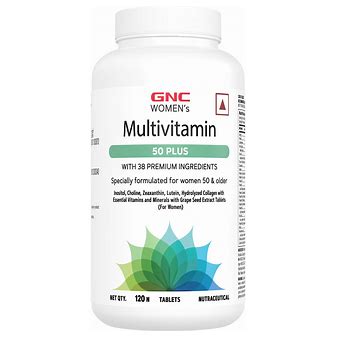 GNC
WOMEN's
Multivitamin
50 PLUS
WITH 38 PREMIUM INGREDIENTS
Specially formulated for women 50 & older
Inositol, Choline, Zeaxanthin, Lutein, Hydrolyzed Collagen with
Essential Vitamins and Minerals with Grape Seed Extract Tablets
(For Women)
NET QTY. 120 N TABLETS NUTRACEUTICAL